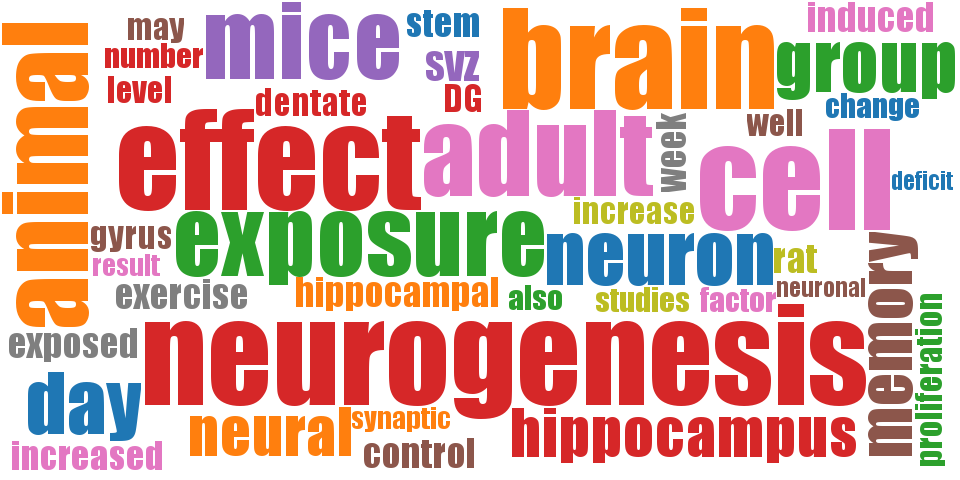 may
number
level
mice
stem
svz
DG
dentate
brain
induced
group
change
well
week
animal
effect
adult
cell
deficit
exposure
increase
neuron
rat
neuronal
gyrus
result
exercise
hippocampal
also
studies
factor
memory
proliferation
exposed
neurogenesis
day
increased
neural
synaptic
control
hippocampus